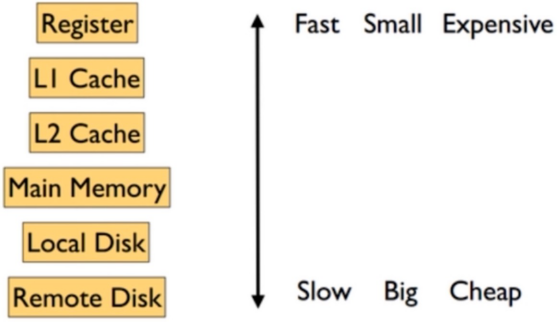 Register
Fast Small Expensive
L1 Cache
L2 Cache
Main Memory
Local Disk
Remote Disk
Slow Big Cheap